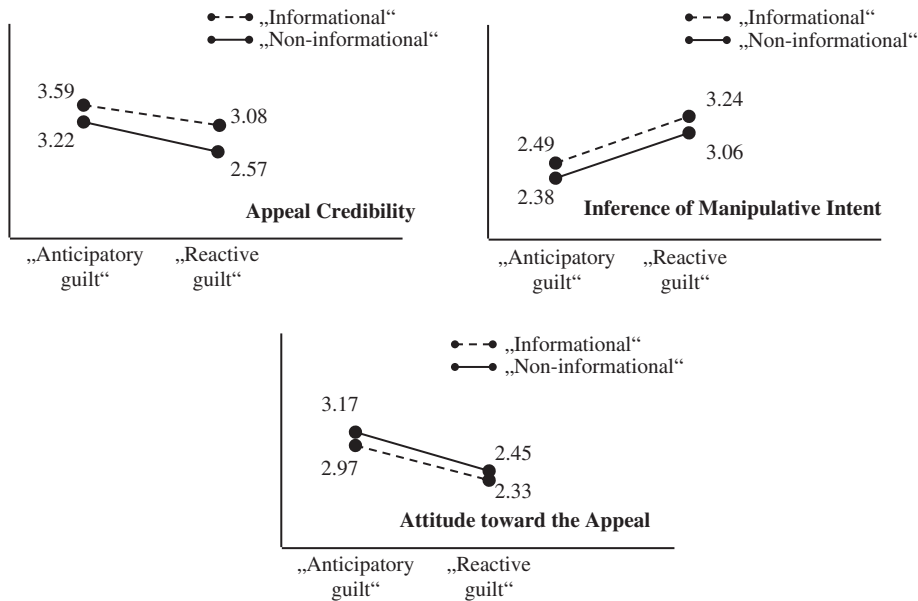 „Informational“
„Non-informational“
3.59
3.08
3.22
2.57
Appeal Credibility
„Anticipatory
guilt“
„Reactive
guilt“
„Informational“
„Non-informational“
3.24
2.49
3.06
2.38
Inference of Manipulative Intent
„Anticipatory
guilt“
„Reactive
guilt“
„Informational“
„Non-informational“
3.17
2.45
2.97
2.33
Attitude toward the Appeal
„Anticipatory
guilt“
„Reactive
guilt“